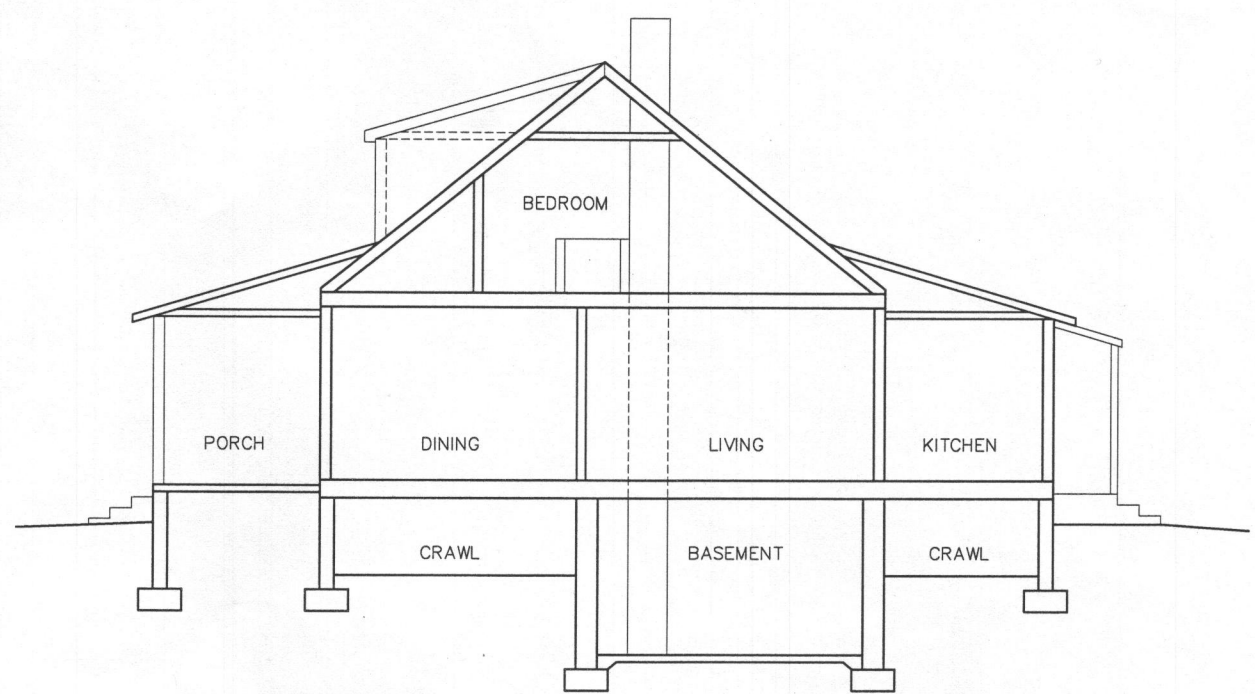 BEDROOM
PORCH
DINING
LIVING
KITCHEN
CRAWL
BASEMENT
CRAWL